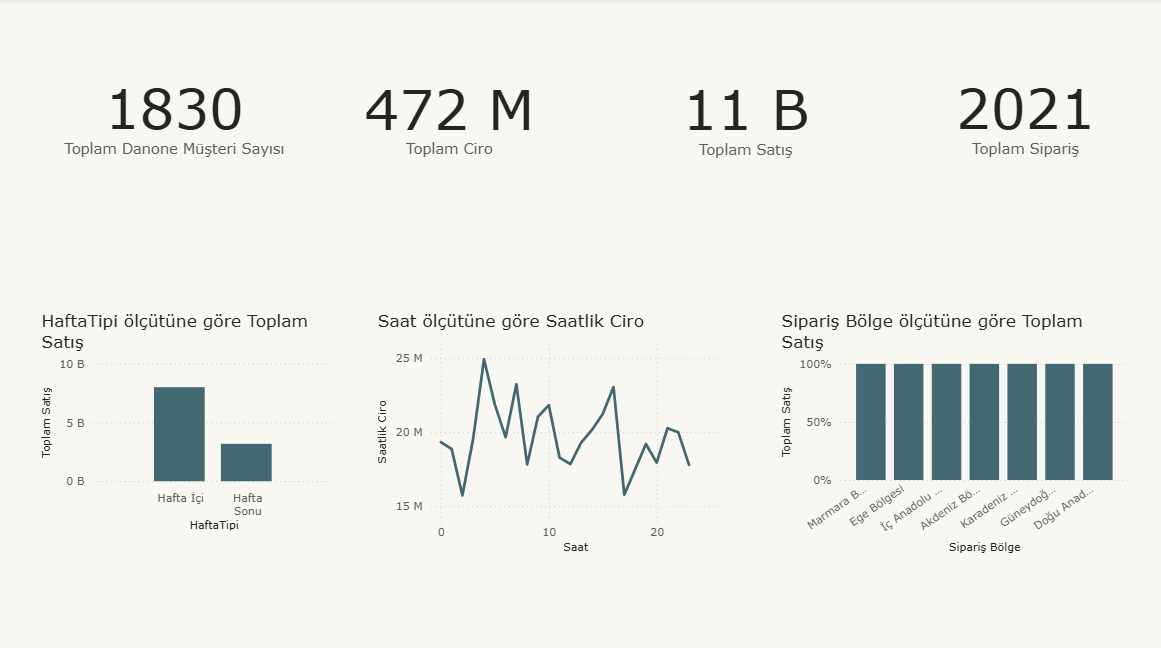 1830
Toplam Danone Müşteri Sayısı
472 M
Toplam Ciro
11 B
Toplam Satış
2021
Toplam Sipariş
HaftaTipi ölçütüne göre Toplam
Satış
10 B
5 B
0 B
Toplam Satış
Hafta İçi
Hafta
Sonu
HaftaTipi
Saat ölçütüne göre Saatlik Ciro
25 M
20 M
15 M
Saatlik Ciro
0
10
20
Saat
Sipariş Bölge ölçütüne göre Toplam
Satış
100%
50%
0%
Toplam Satış
Marmara B...
Ege Bölgesi
İç Anadolu ...
Akdeniz Bö...
Karadeniz ...
Güneydoğ...
Doğu Anad...
Sipariş Bölge